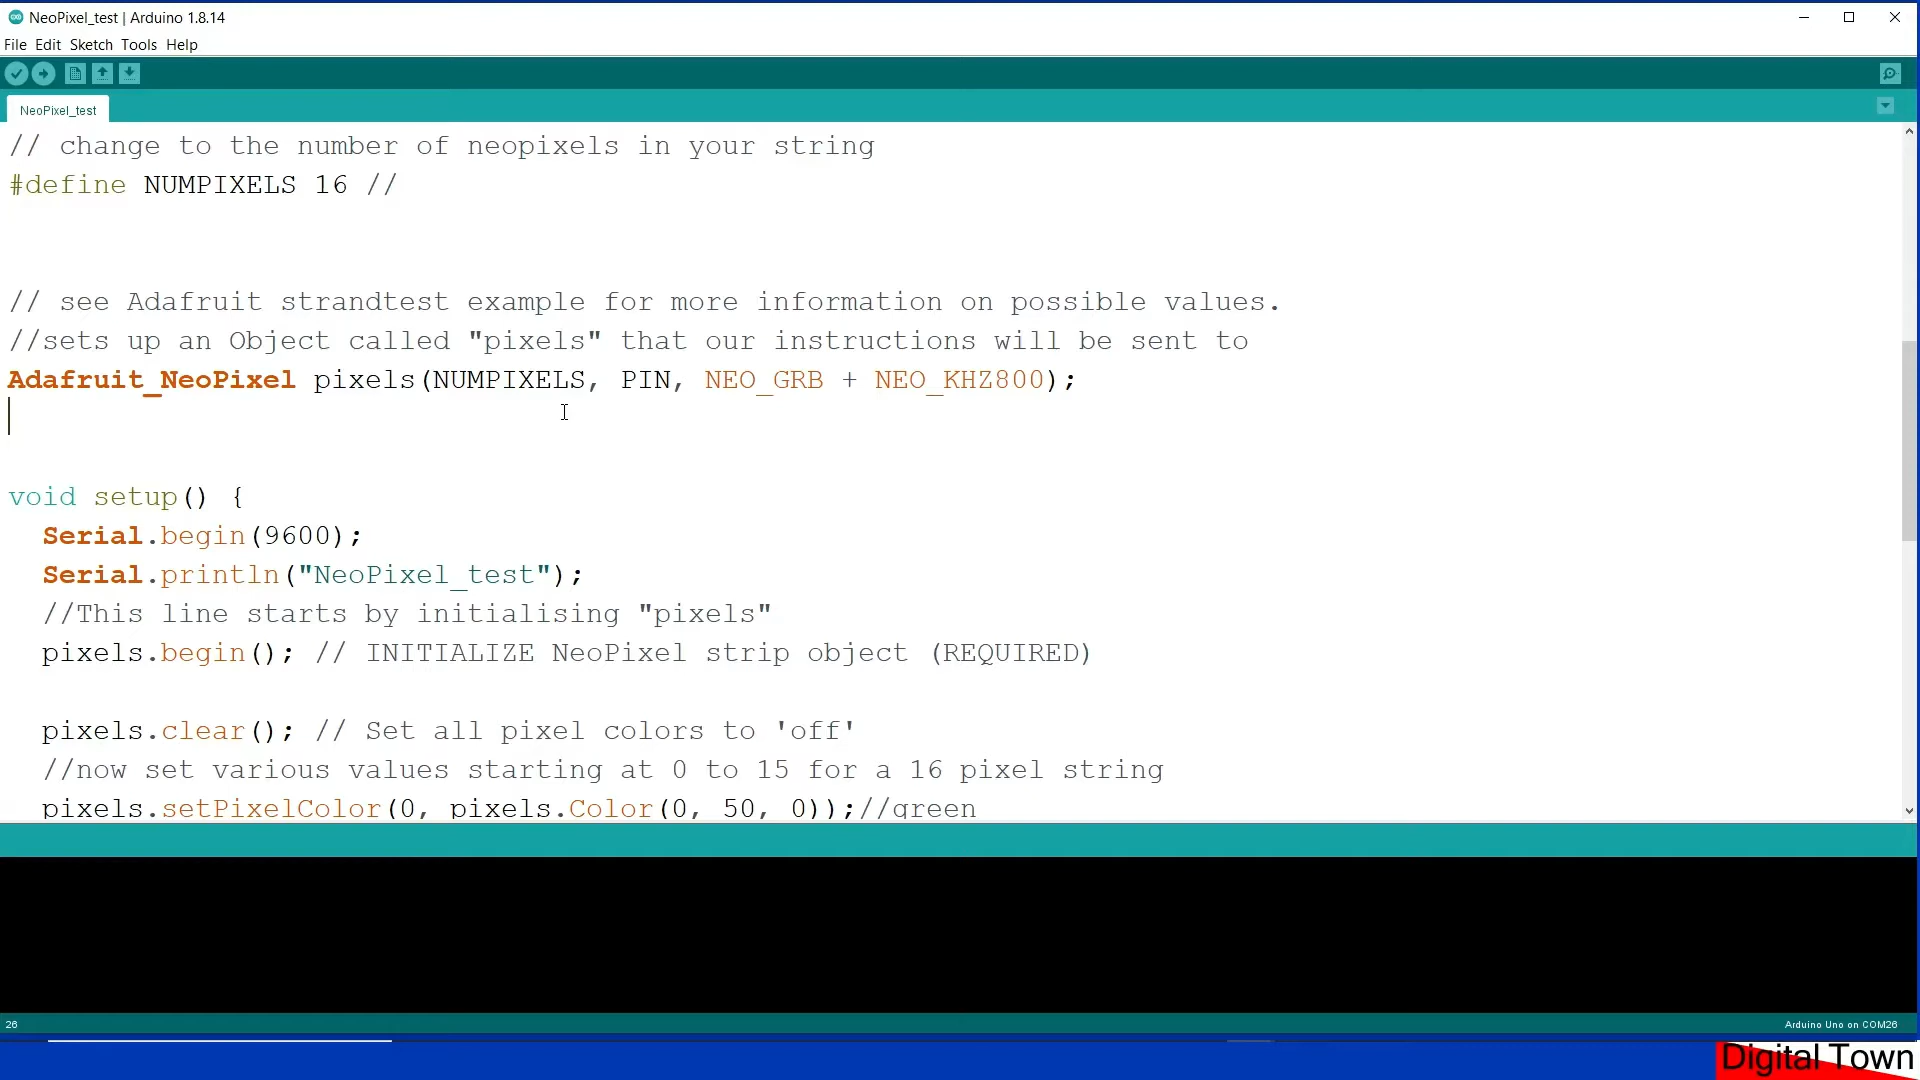 NeoPixel_test | Arduino 1.8.14
File Edit Sketch Tools Help
NeoPixel_test
// change to the number of neopixels in your string
#define NUMPIXELS 16 //
// see Adafruit strandtest example for more information on possible values.
//sets up an Object called "pixels" that our instructions will be sent to
Adafruit_NeoPixel pixels(NUMPIXELS, PIN, NEO_GRB + NEO_KHZ800);
void setup() {
Serial.begin(9600);
Serial.println("NeoPixel_test");
//This line starts by initialising "pixels"
pixels.begin(); // INITIALIZE NeoPixel strip object (REQUIRED)
pixels.clear(); // Set all pixel colors to 'off'
//now set various values starting at 0 to 15 for a 16 pixel string
pixels.setPixelColor(0, pixels.Color(0, 50, 0));//green
26
Arduino Uno on COM26
Digital Town